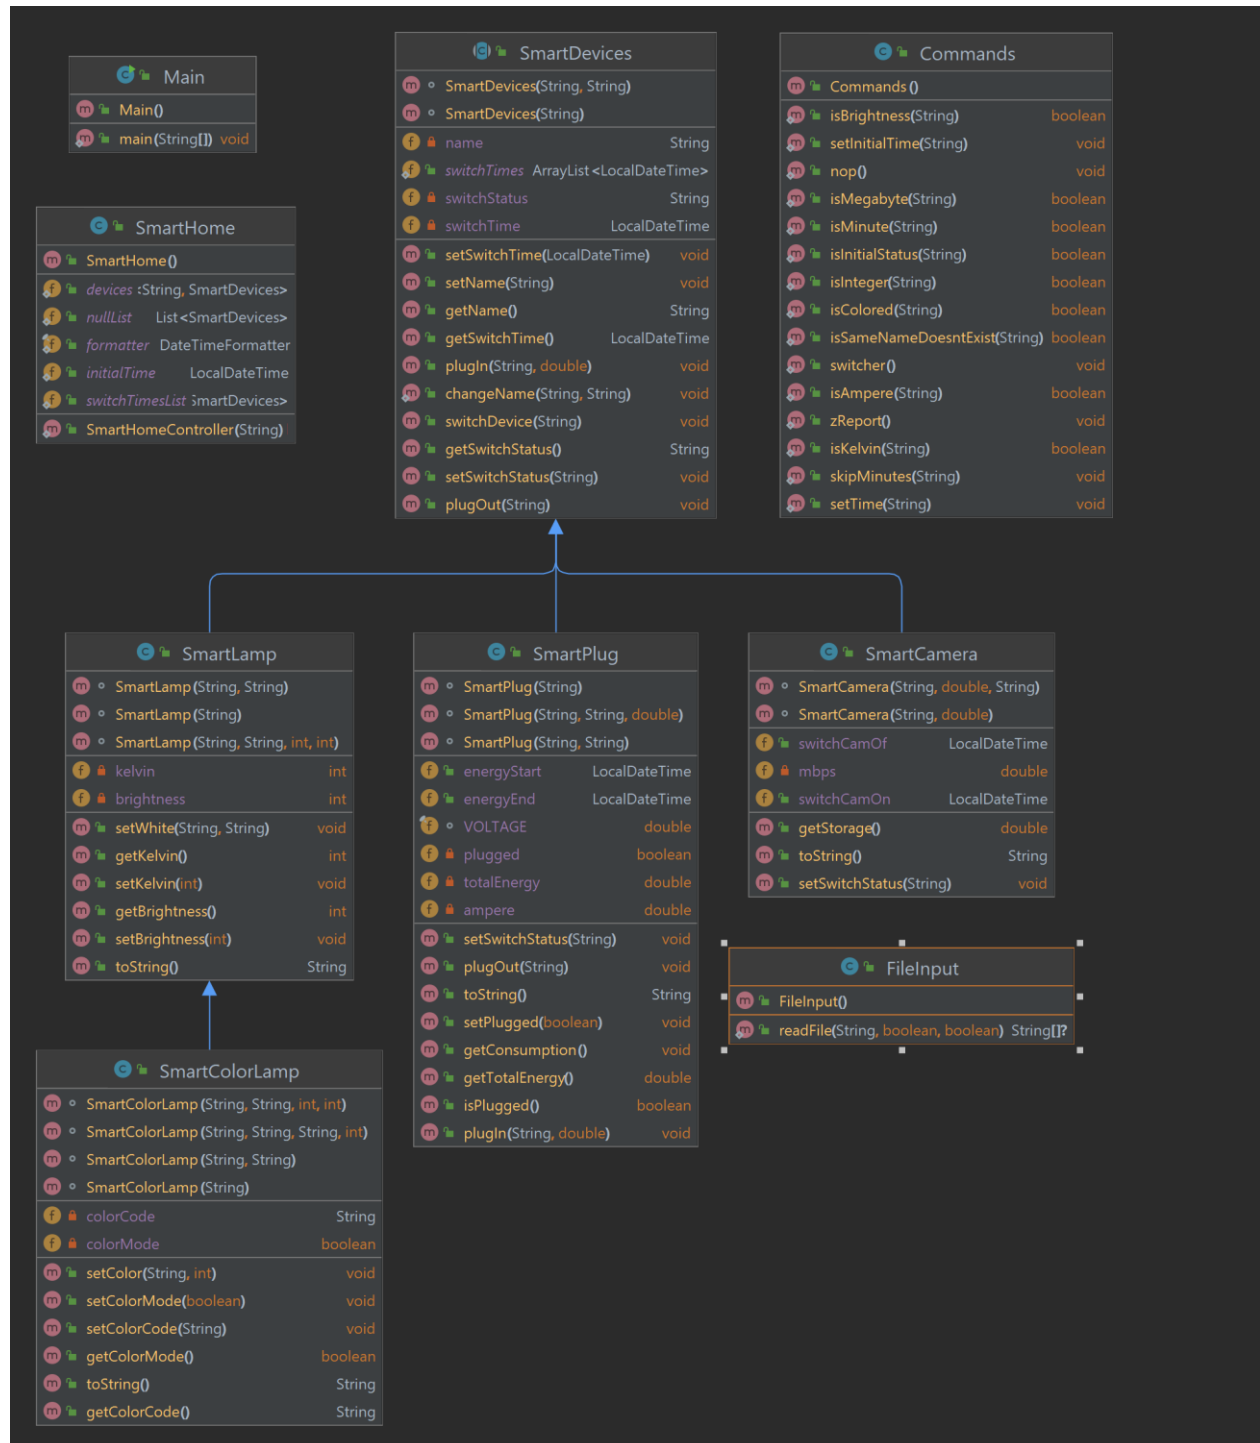 Main
Main()
main(String[]) void
SmartHome
SmartHome()
devices :String, SmartDevices>
nullList List<SmartDevices>
formatter DateTimeFormatter
initialTime LocalDateTime
switchTimesList SmartDevices>
SmartHomeController(String)
SmartDevices
SmartDevices(String, String)
SmartDevices(String)
name String
switchTimes ArrayList<LocalDateTime>
switchStatus String
switchTime LocalDateTime
setSwitchTime(LocalDateTime) void
setName(String) void
getName() String
getSwitchTime() LocalDateTime
plugIn(String, double) void
changeName(String, String) void
switchDevice(String) void
getSwitchStatus() String
setSwitchStatus(String) void
plugOut(String) void
Commands
Commands()
isBrightness(String) boolean
setInitialTime(String) void
nop() void
isMegabyte(String) boolean
isMinute(String) boolean
isInitialStatus(String) boolean
isInteger(String) boolean
isColored(String) boolean
isSameNameDoesntExist(String) boolean
switcher() void
isAmpere(String) boolean
zReport() void
isKelvin(String) boolean
skipMinutes(String) void
setTime(String) void
SmartLamp
SmartLamp(String, String)
SmartLamp(String)
SmartLamp(String, String, int, int)
kelvin int
brightness int
setWhite(String, String) void
getKelvin() int
setKelvin(int) void
getBrightness() int
setBrightness(int) void
toString() String
SmartPlug
SmartPlug(String)
SmartPlug(String, String, double)
SmartPlug(String, String)
energyStart LocalDateTime
energyEnd LocalDateTime
VOLTAGE double
plugged boolean
totalEnergy double
ampere double
setSwitchStatus(String) void
plugOut(String) void
toString() String
setPlugged(boolean) void
getConsumption() void
getTotalEnergy() double
isPlugged() boolean
plugIn(String, double) void
SmartCamera
SmartCamera(String, double, String)
SmartCamera(String, double)
switchCamOf LocalDateTime
mbps double
switchCamOn LocalDateTime
getStorage() double
toString() String
setSwitchStatus(String) void
FileInput
FileInput()
readFile(String, boolean, boolean) String[]?
SmartColorLamp
SmartColorLamp(String, String, int, int)
SmartColorLamp(String, String, String, int)
SmartColorLamp(String, String)
SmartColorLamp(String)
colorCode String
colorMode boolean
setColor(String, int) void
setColorMode(boolean) void
setColorCode(String) void
getColorMode() boolean
toString() String
getColorCode() String